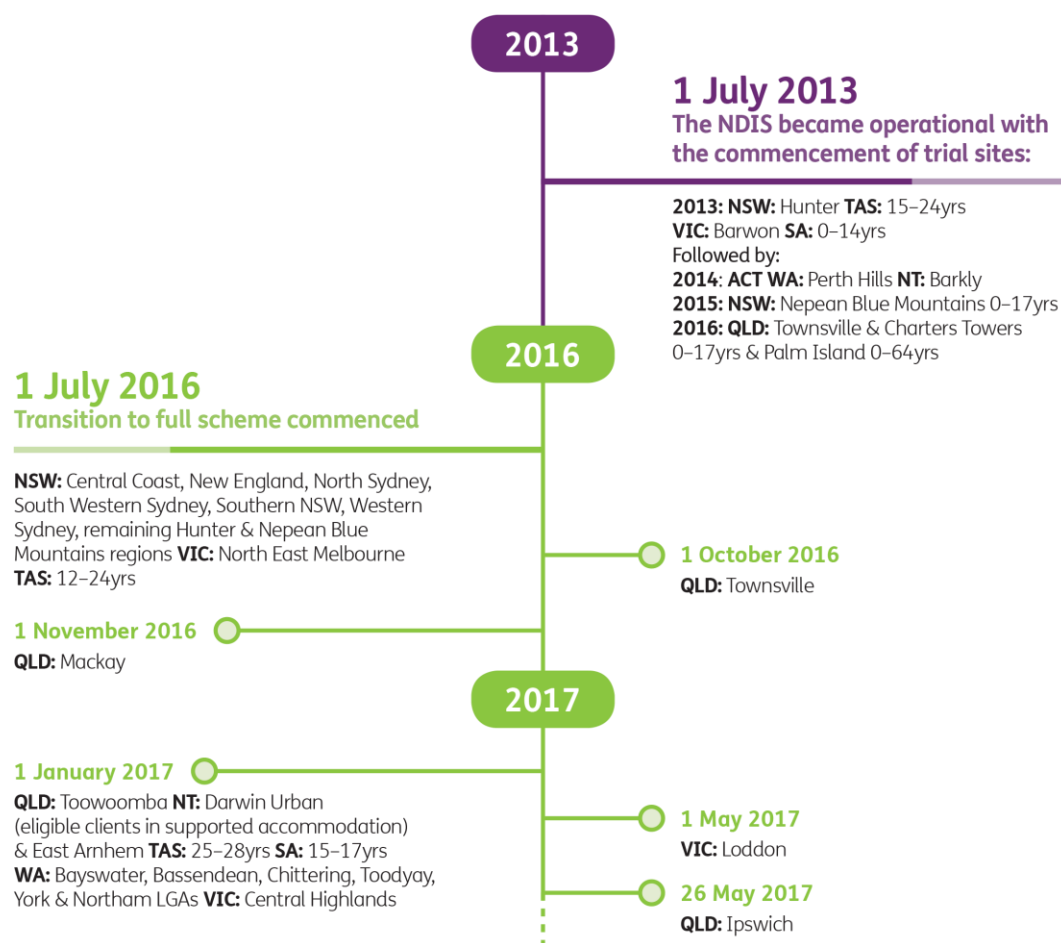 2013
1 July 2013
The NDIS became operational with
the commencement of trial sites:
2013: NSW: Hunter TAS: 15–24yrs
VIC: Barwon SA: 0–14yrs
Followed by:
2014: ACT WA: Perth Hills NT: Barkly
2015: NSW: Nepean Blue Mountains 0–17yrs
2016: QLD: Townsville & Charters Towers
0–17yrs & Palm Island 0–64yrs
2016
1 July 2016
Transition to full scheme commenced
NSW: Central Coast, New England, North Sydney,
South Western Sydney, Southern NSW, Western
Sydney, remaining Hunter & Nepean Blue
Mountains regions VIC: North East Melbourne
TAS: 12–24yrs
1 October 2016
QLD: Townsville
1 November 2016
QLD: Mackay
2017
1 January 2017
QLD: Toowoomba NT: Darwin Urban
(eligible clients in supported accommodation)
& East Arnhem TAS: 25–28yrs SA: 15–17yrs
WA: Bayswater, Bassendean, Chittering, Toodyay,
York & Northam LGAs VIC: Central Highlands
1 May 2017
VIC: Loddon
26 May 2017
QLD: Ipswich